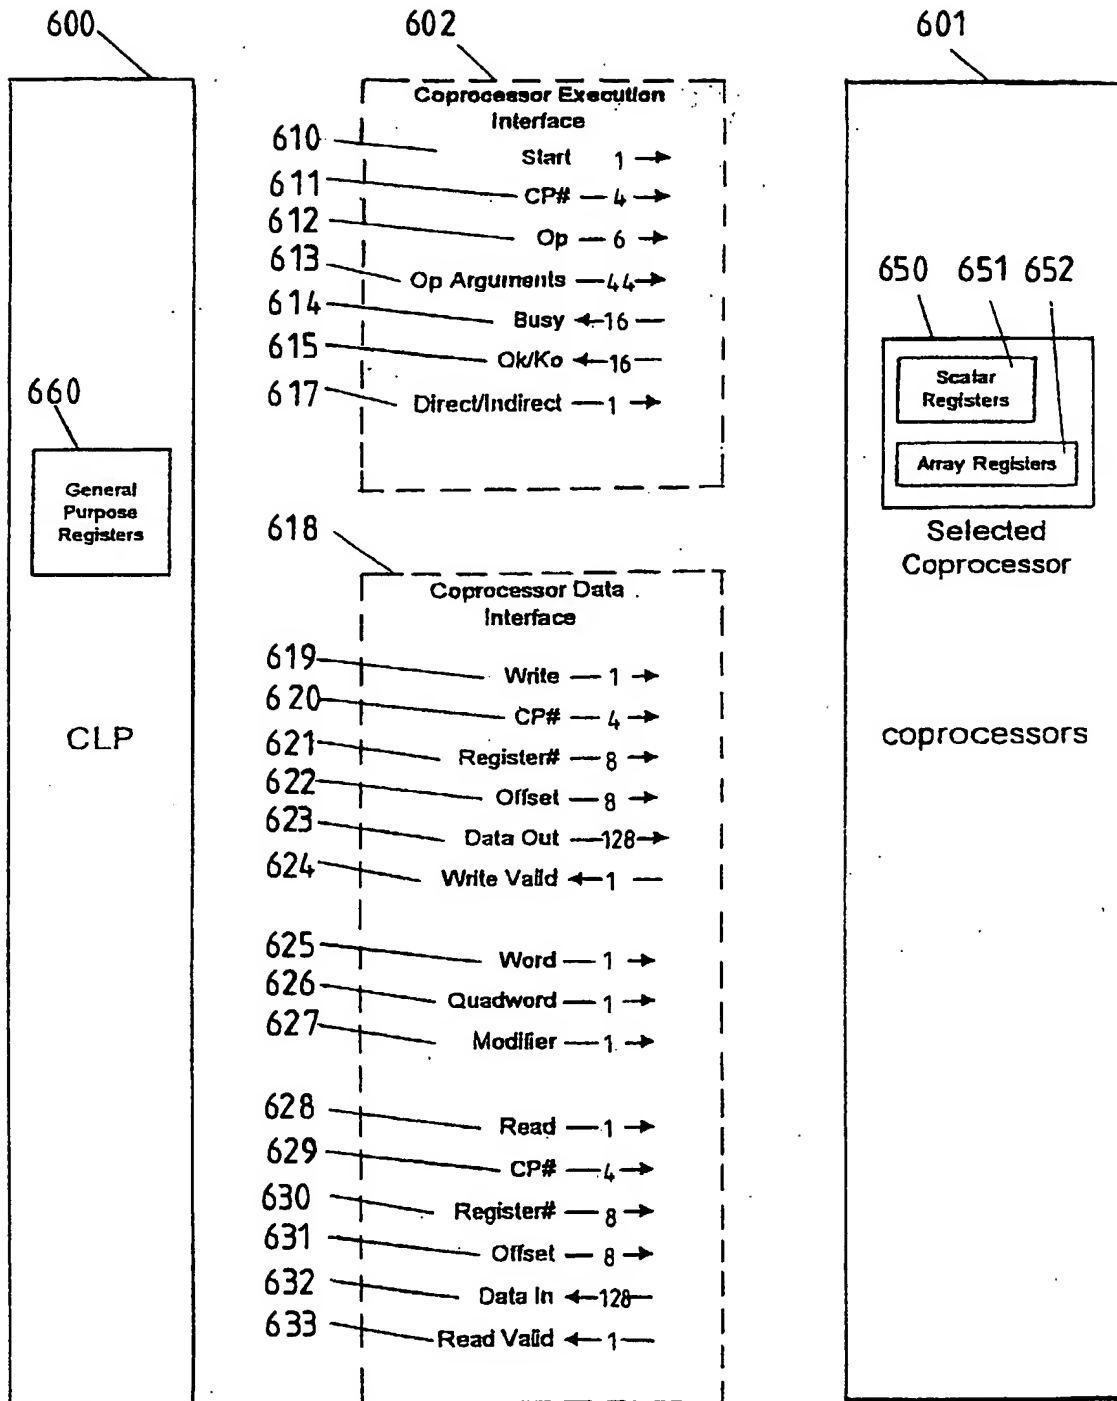 600 602 601
Coprocessor Execution
Interface
610 Start 1
611 CP# 4
612 Op 6
613 Op Arguments 44
614 Busy 16
615 Ok/Ko 16
617 Direct/Indirect 1
650 651 652
Scalar
Registers
Array Registers
Selected
Coprocessor
660
General
Purpose
Registers
618
Coprocessor Data
Interface
619 Write 1
620 CP# 4
621 Register# 8
622 Offset 8
623 Data Out 128
624 Write Valid 1
CLP
coprocessors
625 Word 1
626 Quadword 1
627 Modifier 1
628 Read 1
629 CP# 4
630 Register# 8
631 Offset 8
632 Data In 128
633 Read Valid 1